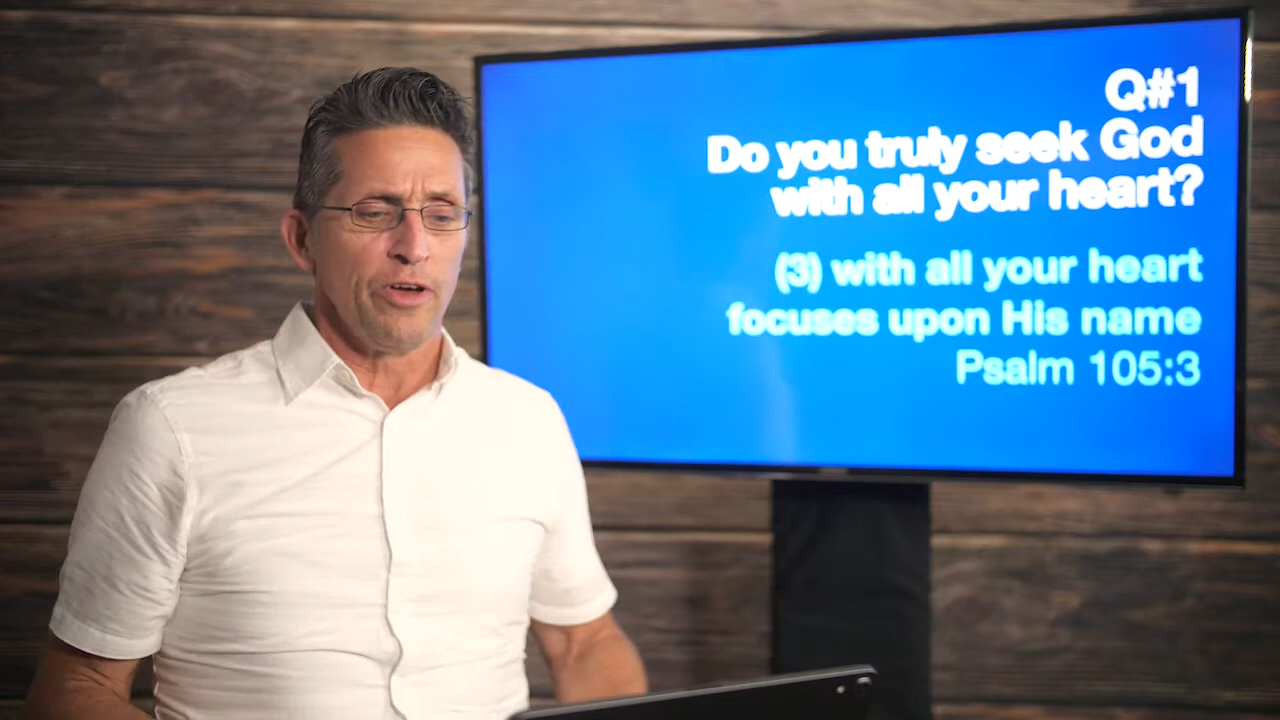 Q#1
Do you truly seek God
with all your heart?
(3) with all your heart
focuses upon His name
Psalm 105:3